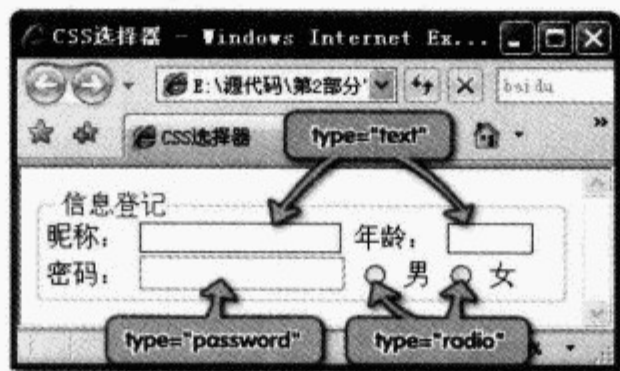 CSS选择器 - Windows Internet Ex...
E:\源代码\第2部分\
baidu
CSS选择器
type="text"
»
信息登记
昵称：
年龄：
密码：
男
女
type="password"
type="radio"